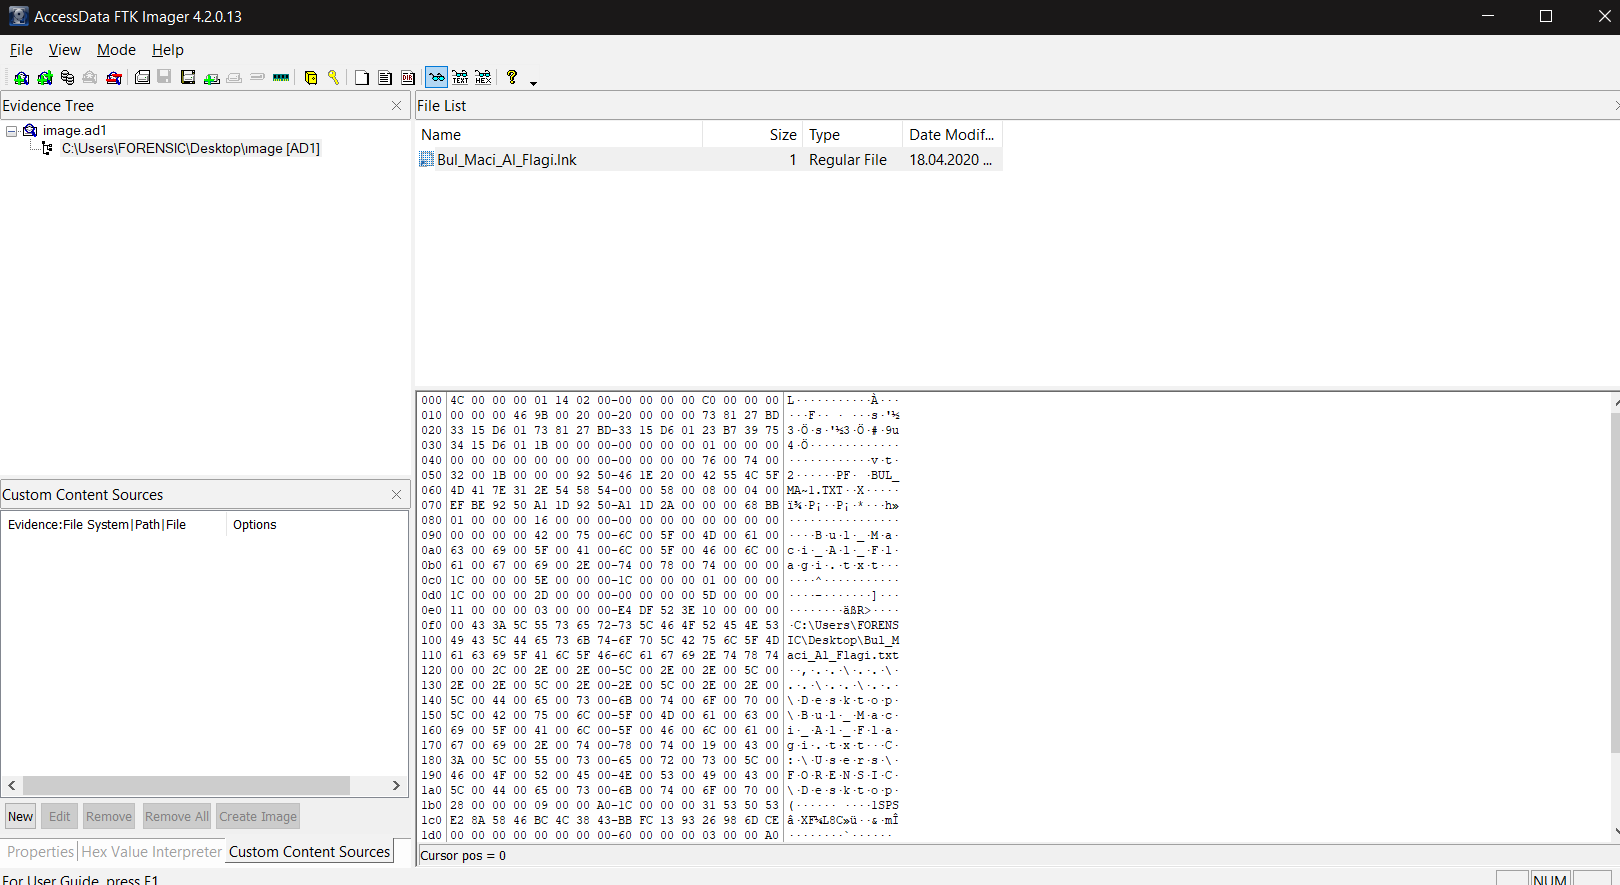 AccessData FTK Imager 4.2.0.13
File View Mode Help
Evidence Tree
image.ad1
C:\Users\FORENSIC\Desktop\ımage [AD1]
File List
Name Size Type Date Modif...
Bul_Maci_Al_Flagi.lnk 1 Regular File 18.04.2020 ...
Custom Content Sources
Evidence:File System|Path|File Options
New Edit Remove Remove All Create Image
Properties Hex Value Interpreter Custom Content Sources
000 4C 00 00 00 01 14 02 00-00 00 00 00 C0 00 00 00 L···········À···
010 00 00 00 46 9B 00 20 00-20 00 00 00 73 81 27 BD ···F·· · ···s·'½
020 33 15 D6 01 73 81 27 BD-33 15 D6 01 23 B7 39 75 3·Ö·s·'½3·Ö·#·9u
030 34 15 D6 01 1B 00 00 00-00 00 00 00 01 00 00 00 4·Ö·············
040 00 00 00 00 00 00 00 00-00 00 00 00 76 00 74 00 ············v·t·
050 32 00 1B 00 00 00 92 50-46 1E 20 00 42 55 4C 5F 2······PF· ·BUL_
060 4D 41 7E 31 2E 54 58 54-00 00 58 00 08 00 04 00 MA~1.TXT··X·····
070 EF BE 92 50 A1 1D 92 50-A1 1D 2A 00 00 00 68 BB ï¾·P¡··P¡·*···h»
080 01 00 00 00 16 00 00 00-00 00 00 00 00 00 00 00 ················
090 00 00 00 00 42 00 75 00-6C 00 5F 00 4D 00 61 00 ····B·u·l·_·M·a·
0a0 63 00 69 00 5F 00 41 00-6C 00 5F 00 46 00 6C 00 c·i·_·A·l·_·F·l·
0b0 61 00 67 00 69 00 2E 00-74 00 78 00 74 00 00 00 a·g·i·.·t·x·t···
0c0 1C 00 00 00 5E 00 00 00-1C 00 00 00 01 00 00 00 ····^···········
0d0 1C 00 00 00 2D 00 00 00-00 00 00 00 5D 00 00 00 ····-·······]···
0e0 11 00 00 00 03 00 00 00-E4 DF 52 3E 10 00 00 00 ········äßR>····
0f0 00 43 3A 5C 55 73 65 72-73 5C 46 4F 52 45 4E 53 ·C:\Users\FORENS
100 49 43 5C 44 65 73 6B 74-6F 70 5C 42 75 6C 5F 4D IC\Desktop\Bul_M
110 61 63 69 5F 41 6C 5F 46-6C 61 67 69 2E 74 78 74 aci_Al_Flagi.txt
120 00 00 2C 00 2E 00 2E 00-5C 00 2E 00 2E 00 5C 00 ··,·.·.·\·.·.·\·
130 2E 00 2E 00 5C 00 2E 00-2E 00 5C 00 2E 00 2E 00 .·.·\·.·.·\·.·.·
140 5C 00 44 00 65 00 73 00-6B 00 74 00 6F 00 70 00 \·D·e·s·k·t·o·p·
150 5C 00 42 00 75 00 6C 00-5F 00 4D 00 61 00 63 00 \·B·u·l·_·M·a·c·
160 69 00 5F 00 41 00 6C 00-5F 00 46 00 6C 00 61 00 i·_·A·l·_·F·l·a·
170 67 00 69 00 2E 00 74 00-78 00 74 00 19 00 43 00 g·i·.·t·x·t···C·
180 3A 00 5C 00 55 00 73 00-65 00 72 00 73 00 5C 00 :·\·U·s·e·r·s·\·
190 46 00 4F 00 52 00 45 00-4E 00 53 00 49 00 43 00 F·O·R·E·N·S·I·C·
1a0 5C 00 44 00 65 00 73 00-6B 00 74 00 6F 00 70 00 \·D·e·s·k·t·o·p·
1b0 28 00 00 00 09 00 00 A0-1C 00 00 00 31 53 50 53 (······ ····1SPS
1c0 E2 8A 58 46 BC 4C 38 43-BB FC 13 93 26 98 6D CE â·XF¼L8C»ü··&·mÎ
1d0 00 00 00 00 00 00 00 00-60 00 00 00 03 00 00 A0 ········`······
Cursor pos = 0
For User Guide, press F1
NUM